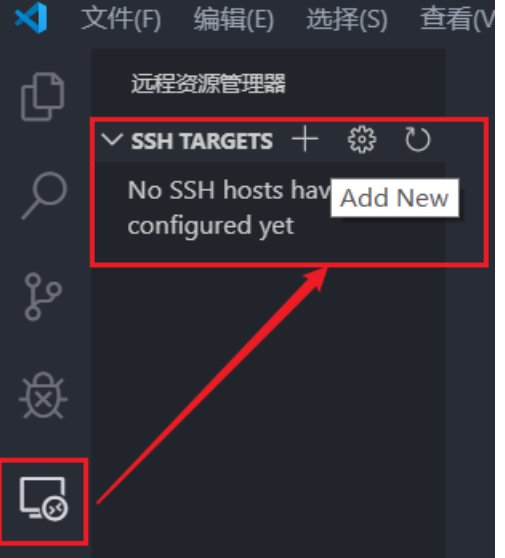 文件(F) 编辑(E) 选择(S) 查看(V
远程资源管理器
SSH TARGETS
No SSH hosts hav
Add New
configured yet